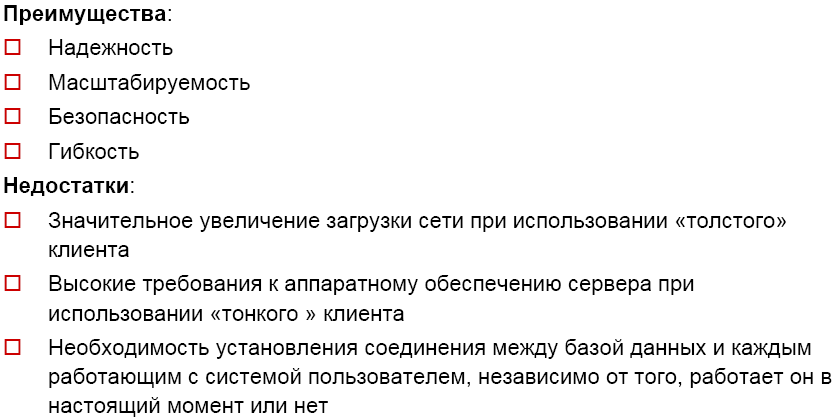 Преимущества:
Надежность
Масштабируемость
Безопасность
Гибкость
Недостатки:
Значительное увеличение загрузки сети при использовании «толстого»
клиента
Высокие требования к аппаратному обеспечению сервера при
использовании «тонкого » клиента
Необходимость установления соединения между базой данных и каждым
работающим с системой пользователем, независимо от того, работает он в
настоящий момент или нет